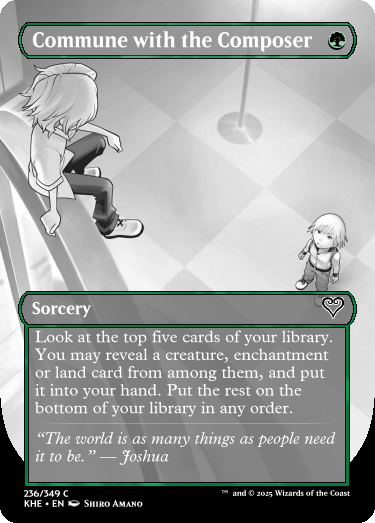 Commune with the Composer
Sorcery
Look at the top five cards of your library.
You may reveal a creature, enchantment
or land card from among them, and put
it into your hand. Put the rest on the
bottom of your library in any order.
“The world is as many things as people need
it to be.” — Joshua
236/349 C
™ and © 2025 Wizards of the Coast
KHE • EN Shiro Amano